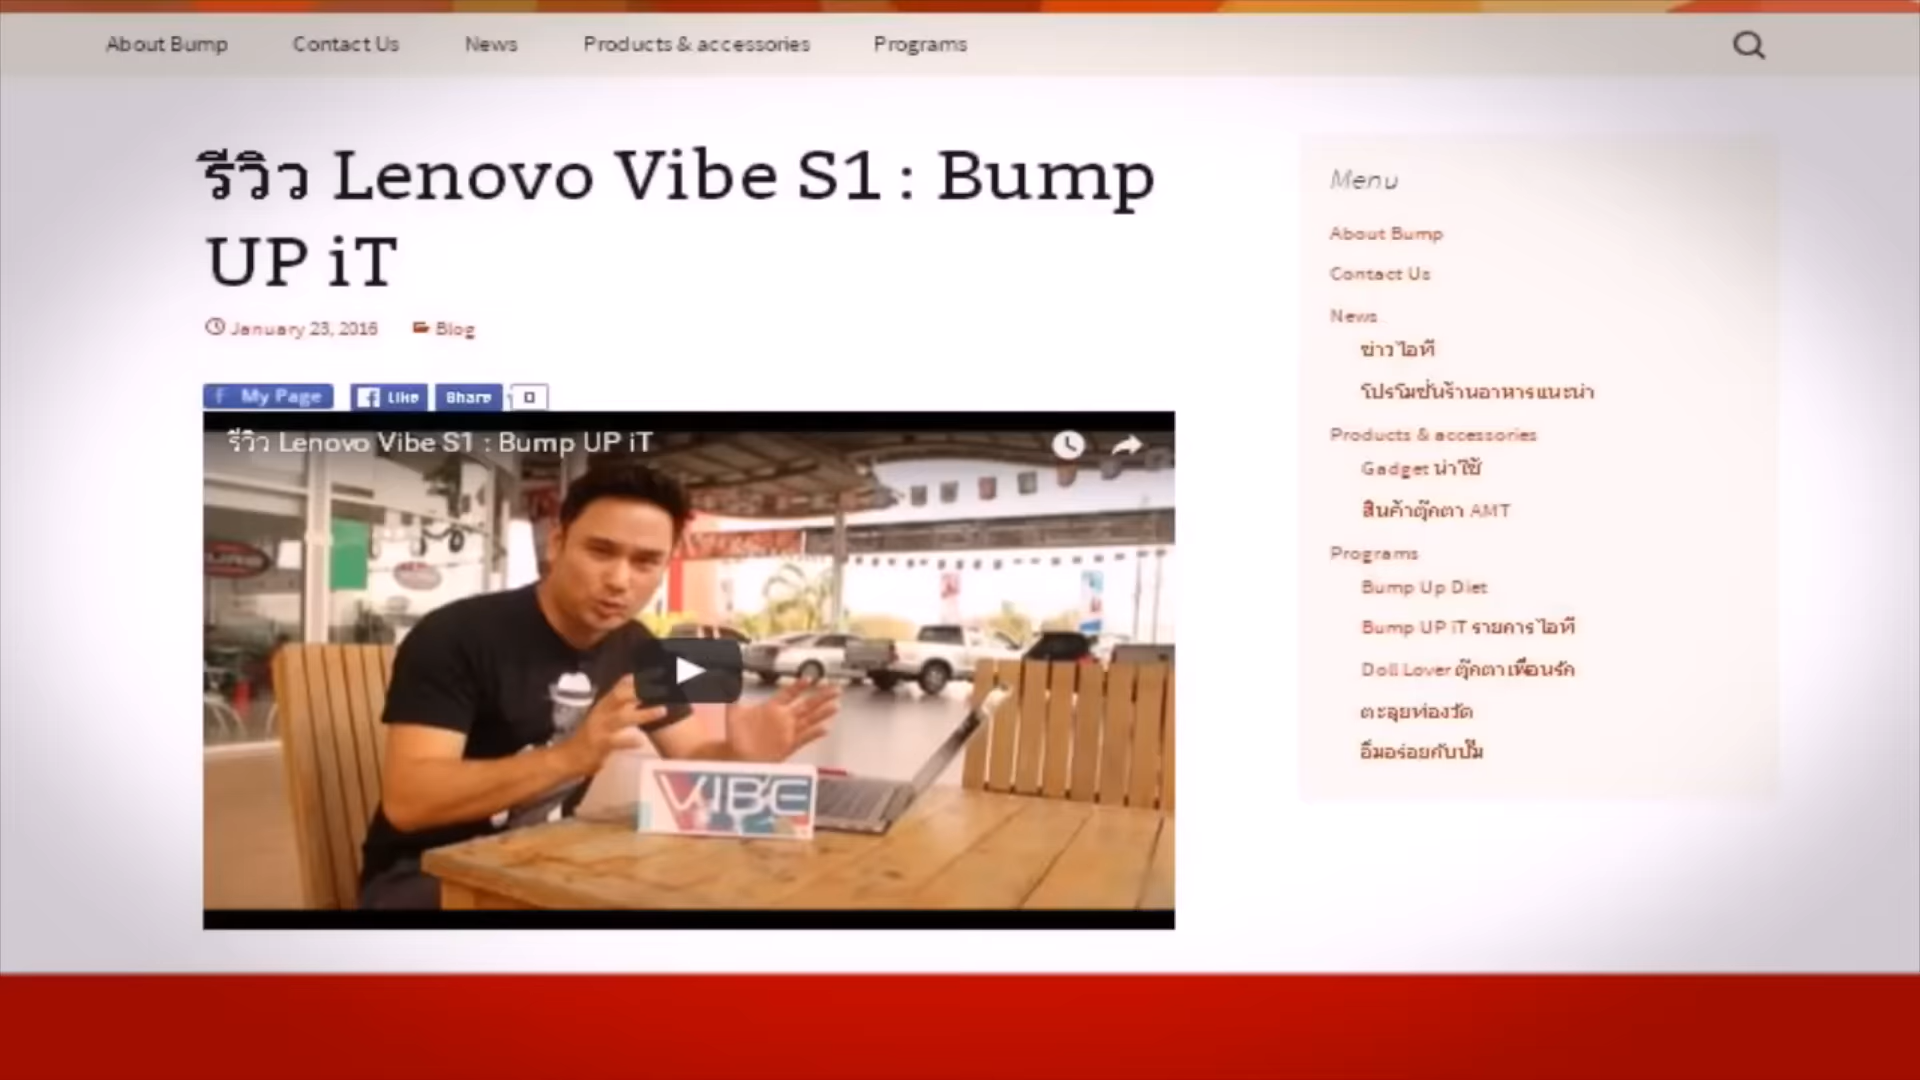 About Bump
Contact Us
News
Products & accessories
Programs
รีวิว Lenovo Vibe S1 : Bump
UP iT
January 23, 2016
Blog
My Page
Like
Share
0
รีวิว Lenovo Vibe S1 : Bump UP iT
VIBE
Menu
About Bump
Contact Us
News
ข่าวไอที
โปรโมชั่นร้านอาหารแนะนำ
Products & accessories
Gadget น่าใช้
สินค้าตุ๊กตา AMT
Programs
Bump Up Diet
Bump UP iT รายการไอที
Doll Lover ตุ๊กตาเพื่อนรัก
ตะลุยท่องวัด
อิ่มอร่อยกับปั๊ม